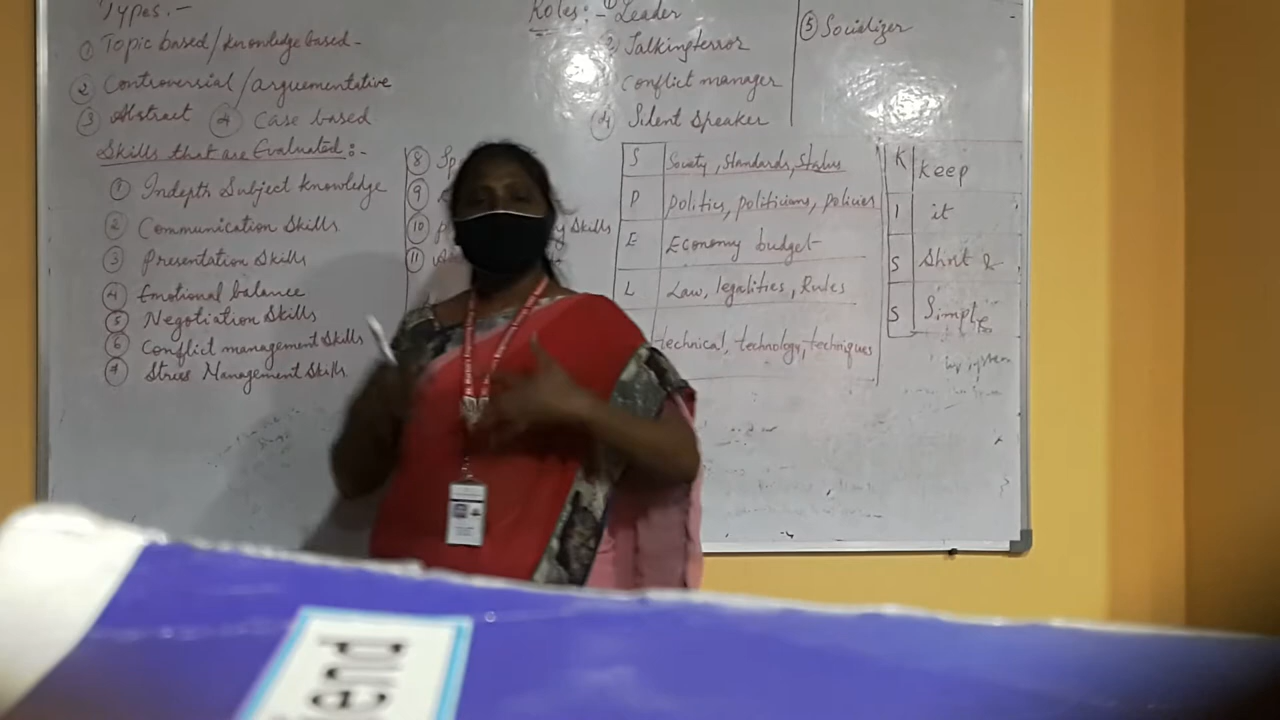 Types:-
① Topic based/knowledge based-
② Controversial/arguementative
③ Abstract ④ case based
Skills that are Evaluated:-
① Indepth Subject knowledge
② Communication Skills
③ Presentation Skills
④ Emotional balance
⑤ Negotiation Skills
⑥ Conflict management Skills
⑦ Stress Management Skills
⑧ Sp
⑨
⑩ Skills
⑪
Roles:- ① Leader
② Talkingterror
Conflict manager
④ Silent Speaker
⑤ Socializer
S Society, Standards, Status
P politics, politicians, policies
E Economy budget-
L Law, legalities, Rules
technical, technology, techniques
K keep
I it
S Short &
S Simple
and